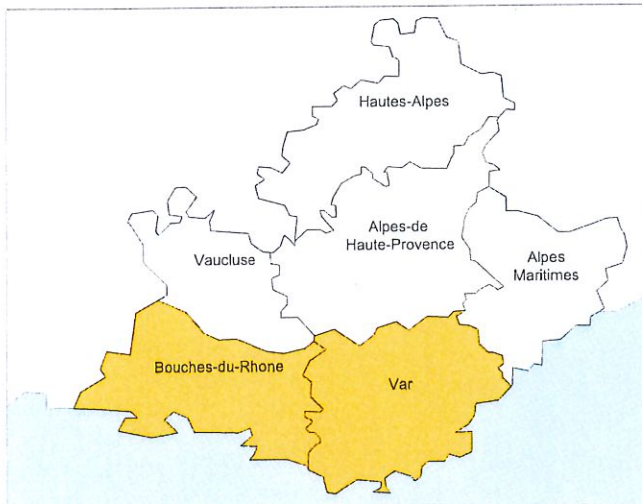 Hautes-Alpes
Alpes-de
Haute-Provence
Vaucluse
Alpes
Maritimes
Bouches-du-Rhone
Var